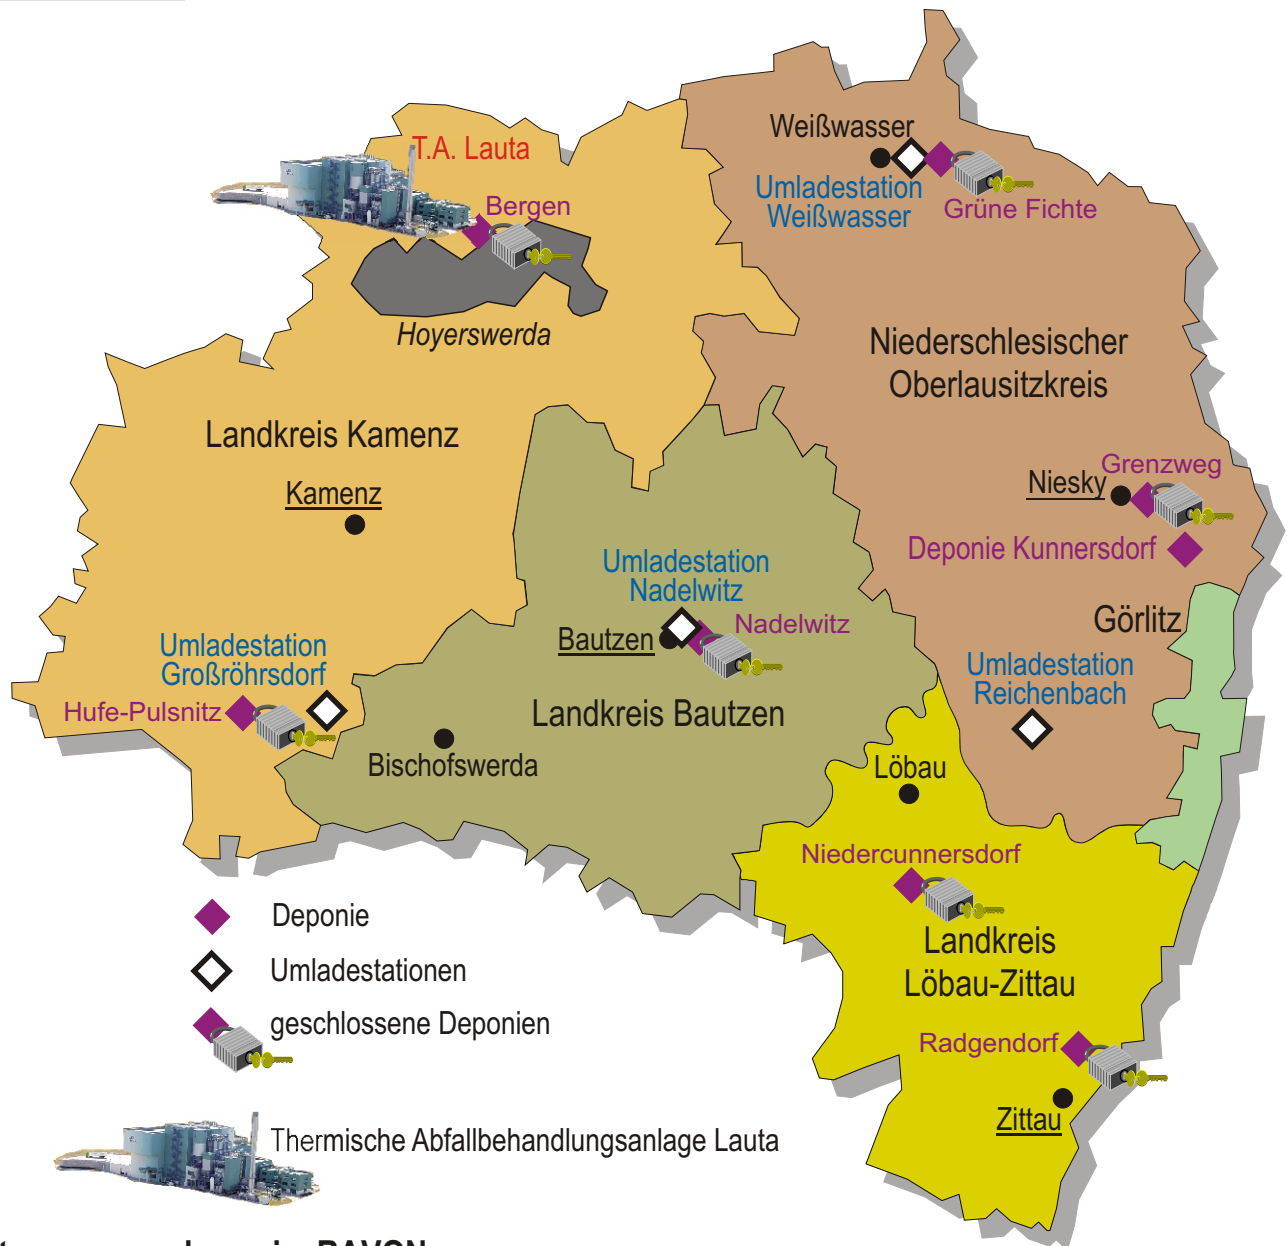 T.A. Lauta
Bergen
Hoyerswerda
Weißwasser
Umladestation
Weißwasser
Grüne Fichte
Niederschlesischer
Oberlausitzkreis
Landkreis Kamenz
Kamenz
Grenzweg
Niesky
Deponie Kunnersdorf
Umladestation
Nadelwitz
Nadelwitz
Bautzen
Görlitz
Umladestation
Großröhrsdorf
Hufe-Pulsnitz
Umladestation
Reichenbach
Landkreis Bautzen
Bischofswerda
Löbau
Niedercunnersdorf
Landkreis
Löbau-Zittau
Radgendorf
Zittau
Deponie
Umladestationen
geschlossene Deponien
Thermische Abfallbehandlungsanlage Lauta